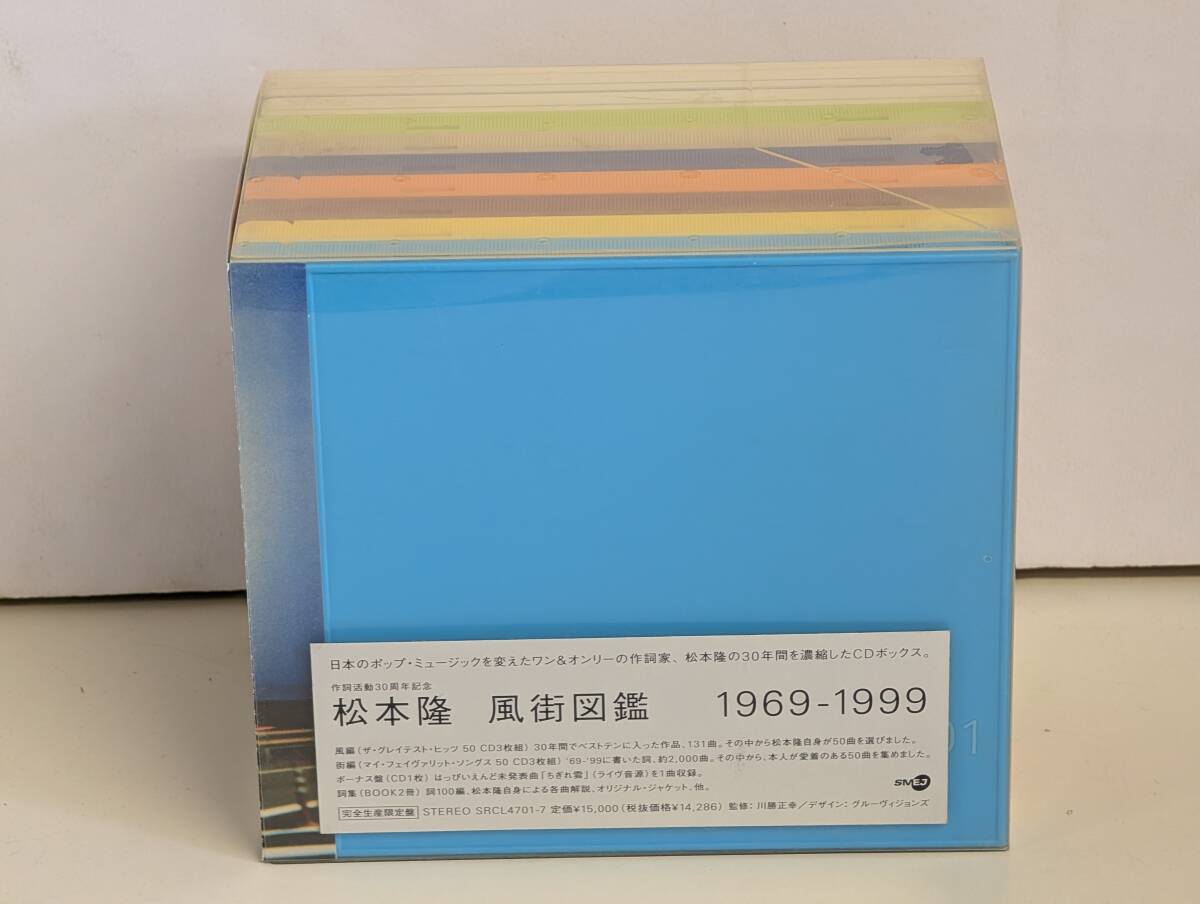 日本のポップ・ミュージックを変えたワン&オンリーの作詞家、松本隆の30年間を濃縮したCDボックス。
作詞活動30周年記念
松本隆 風街図鑑 1969-1999
01
風編(ザ・グレイテスト・ヒッツ 50 CD3枚組) 30年間でベストテンに入った作品、131曲。その中から松本隆自身が50曲を選びました。
街編(マイ・フェイヴァリット・ソングス 50 CD3枚組) '69-'99に書いた詞、約2,000曲。その中から、本人が愛着のある50曲を集めました。
ボーナス盤(CD1枚) はっぴいえんど未発表曲「ちぎれ雲」(ライヴ音源)を1曲収録。
詞集(BOOK2冊) 詞100編、松本隆自身による各曲解説、オリジナル・ジャケット、他。
SMEJ
完全生産限定盤 STEREO SRCL4701-7 定価¥15,000(税抜価格¥14,286) 監修:川勝正幸/デザイン:グルーヴィジョンズ